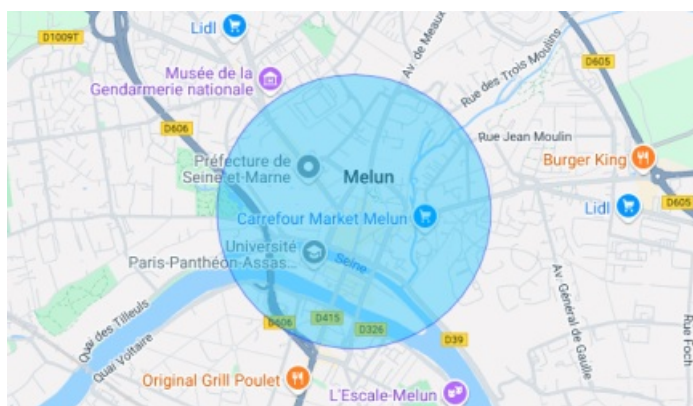 D1009T
Lidl
Av. de Meaux
D605
Musée de la
Gendarmerie nationale
Rue des Trois Moulins
D606
Rue Jean Moulin
Préfecture de
Seine-et-Marne
Melun
Burger King
Carrefour Market Melun
Lidl
D605
Université
Paris-Panthéon-Assas...
Seine
Av. Général de Gaulle
Quai des Tilleuls
Quai Voltaire
D606
D415
D326
D39
Rue Foch
Original Grill Poulet
L'Escale-Melun